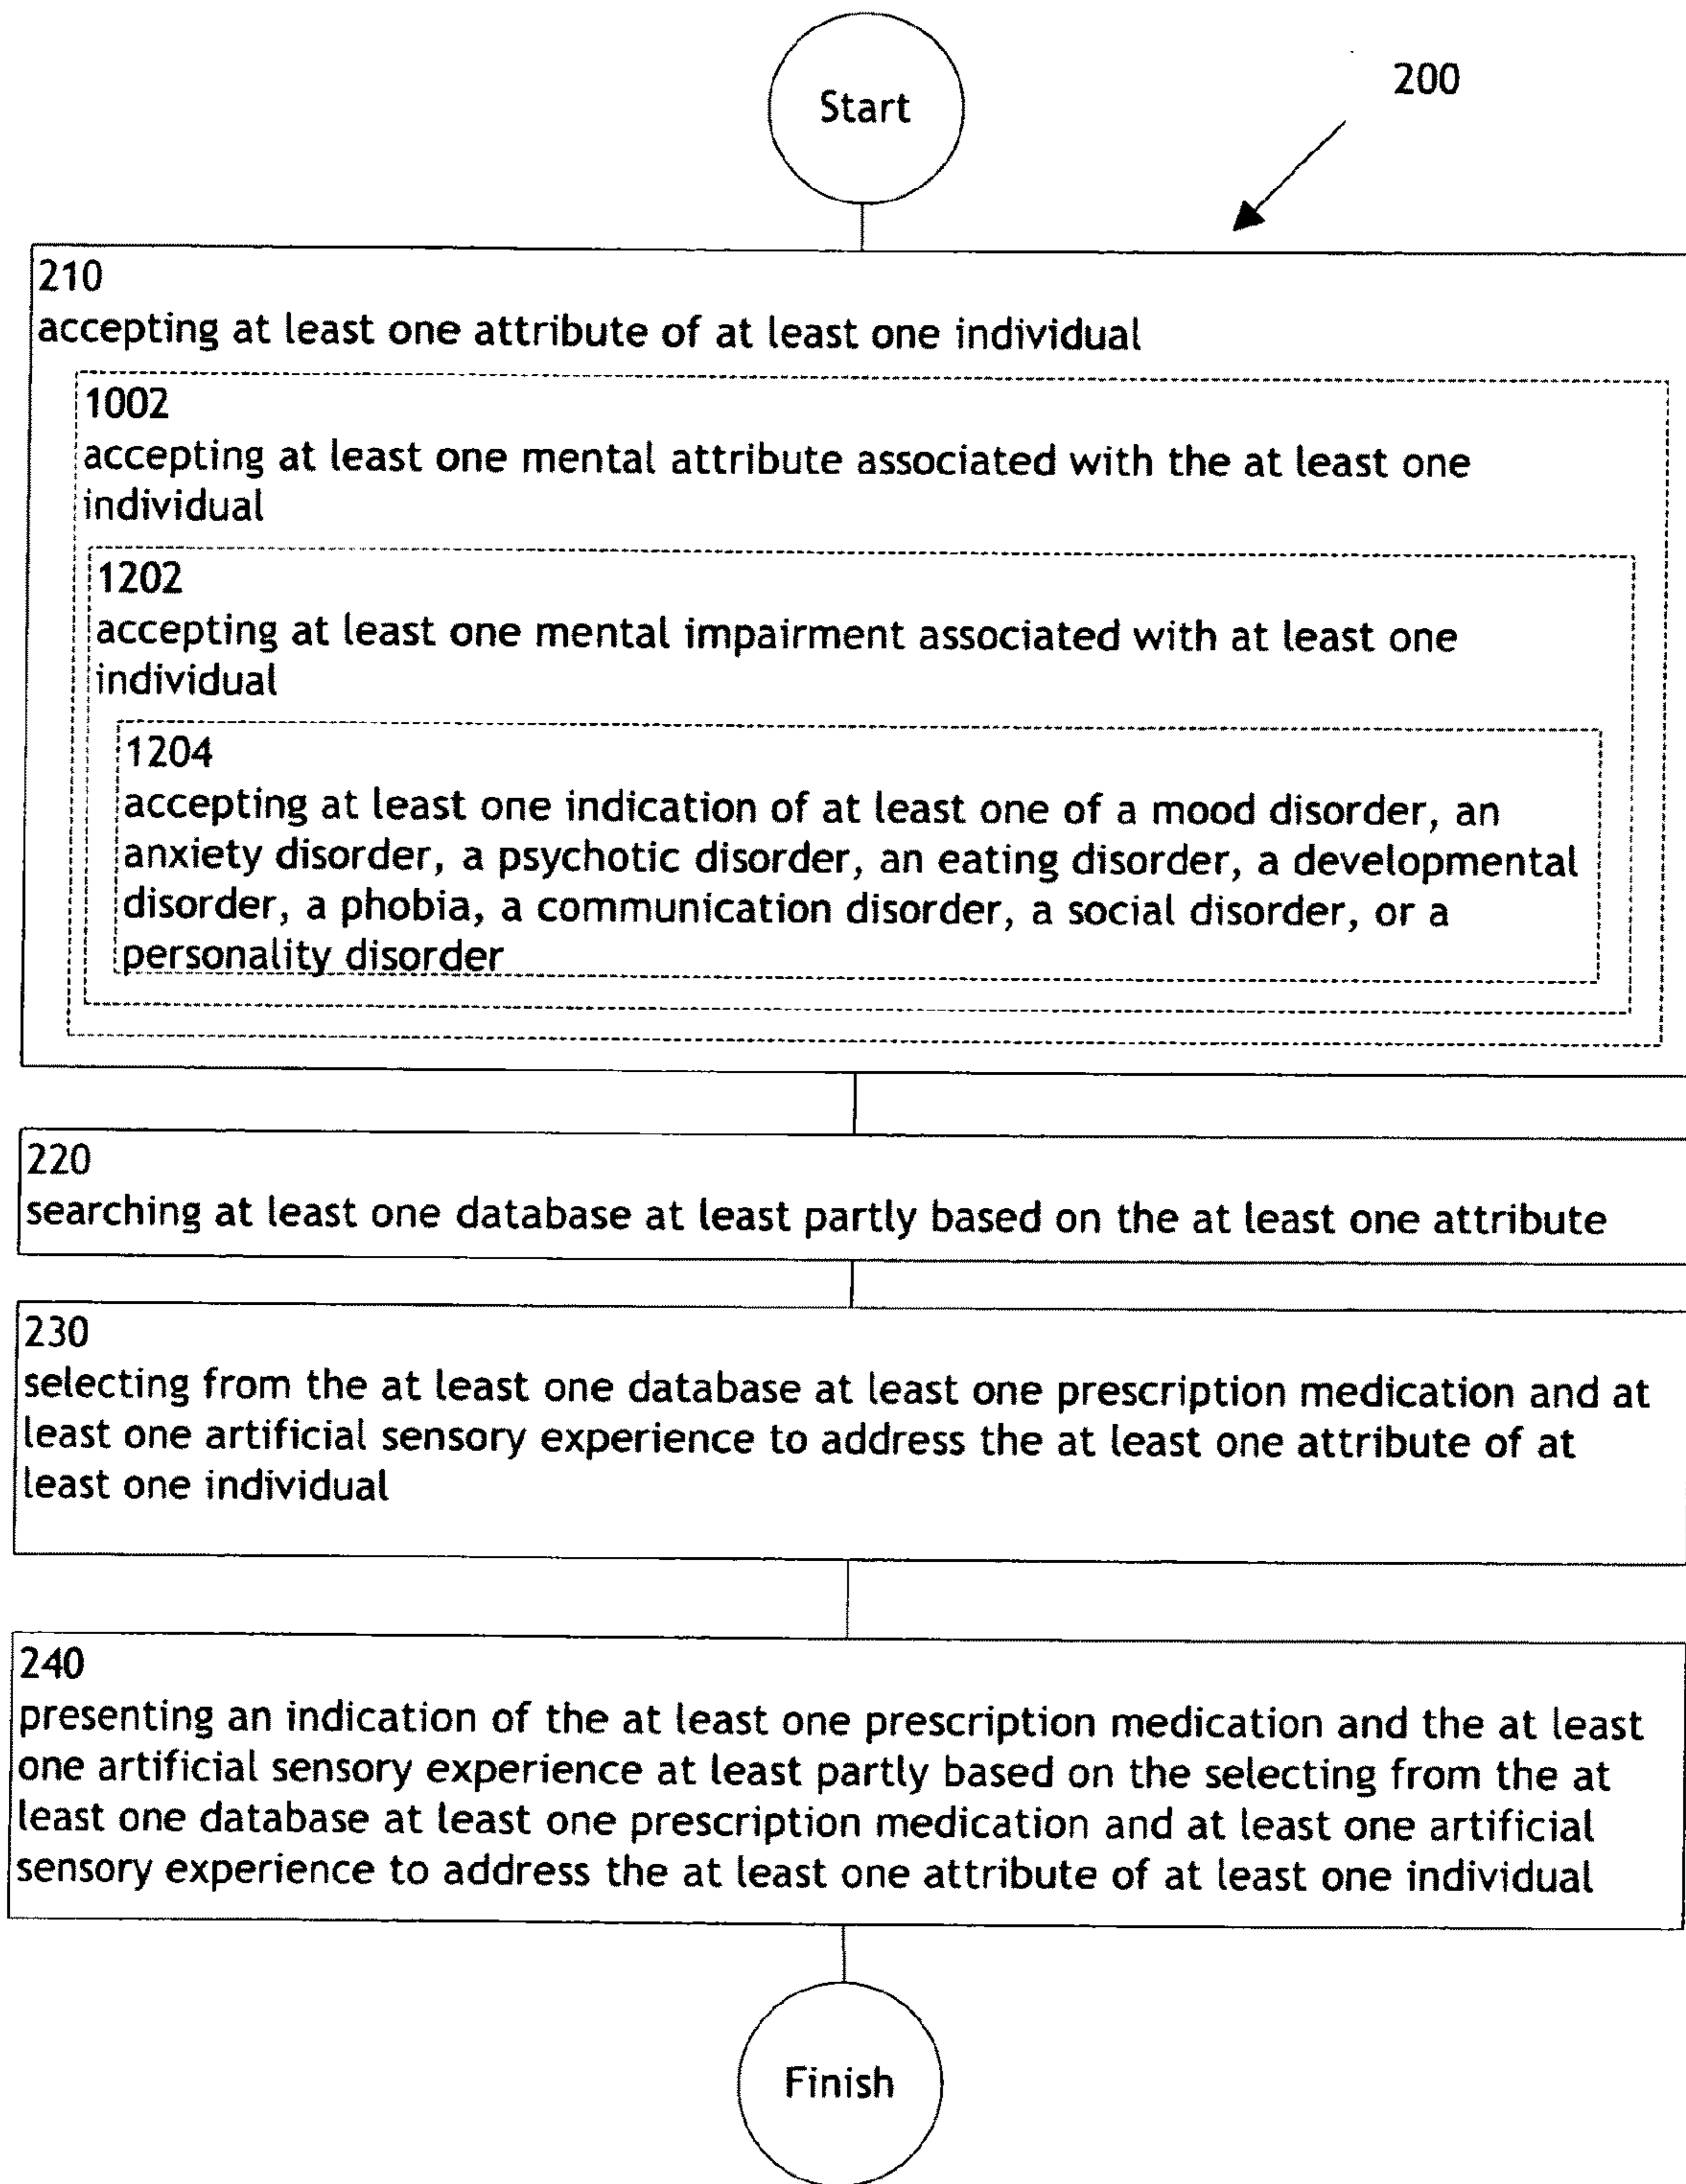 Start
200
210
accepting at least one attribute of at least one individual
1002
accepting at least one mental attribute associated with the at least one
individual
1202
accepting at least one mental impairment associated with at least one
individual
1204
accepting at least one indication of at least one of a mood disorder, an
anxiety disorder, a psychotic disorder, an eating disorder, a developmental
disorder, a phobia, a communication disorder, a social disorder, or a
personality disorder
220
searching at least one database at least partly based on the at least one attribute
230
selecting from the at least one database at least one prescription medication and at
least one artificial sensory experience to address the at least one attribute of at
least one individual
240
presenting an indication of the at least one prescription medication and the at least
one artificial sensory experience at least partly based on the selecting from the at
least one database at least one prescription medication and at least one artificial
sensory experience to address the at least one attribute of at least one individual
Finish